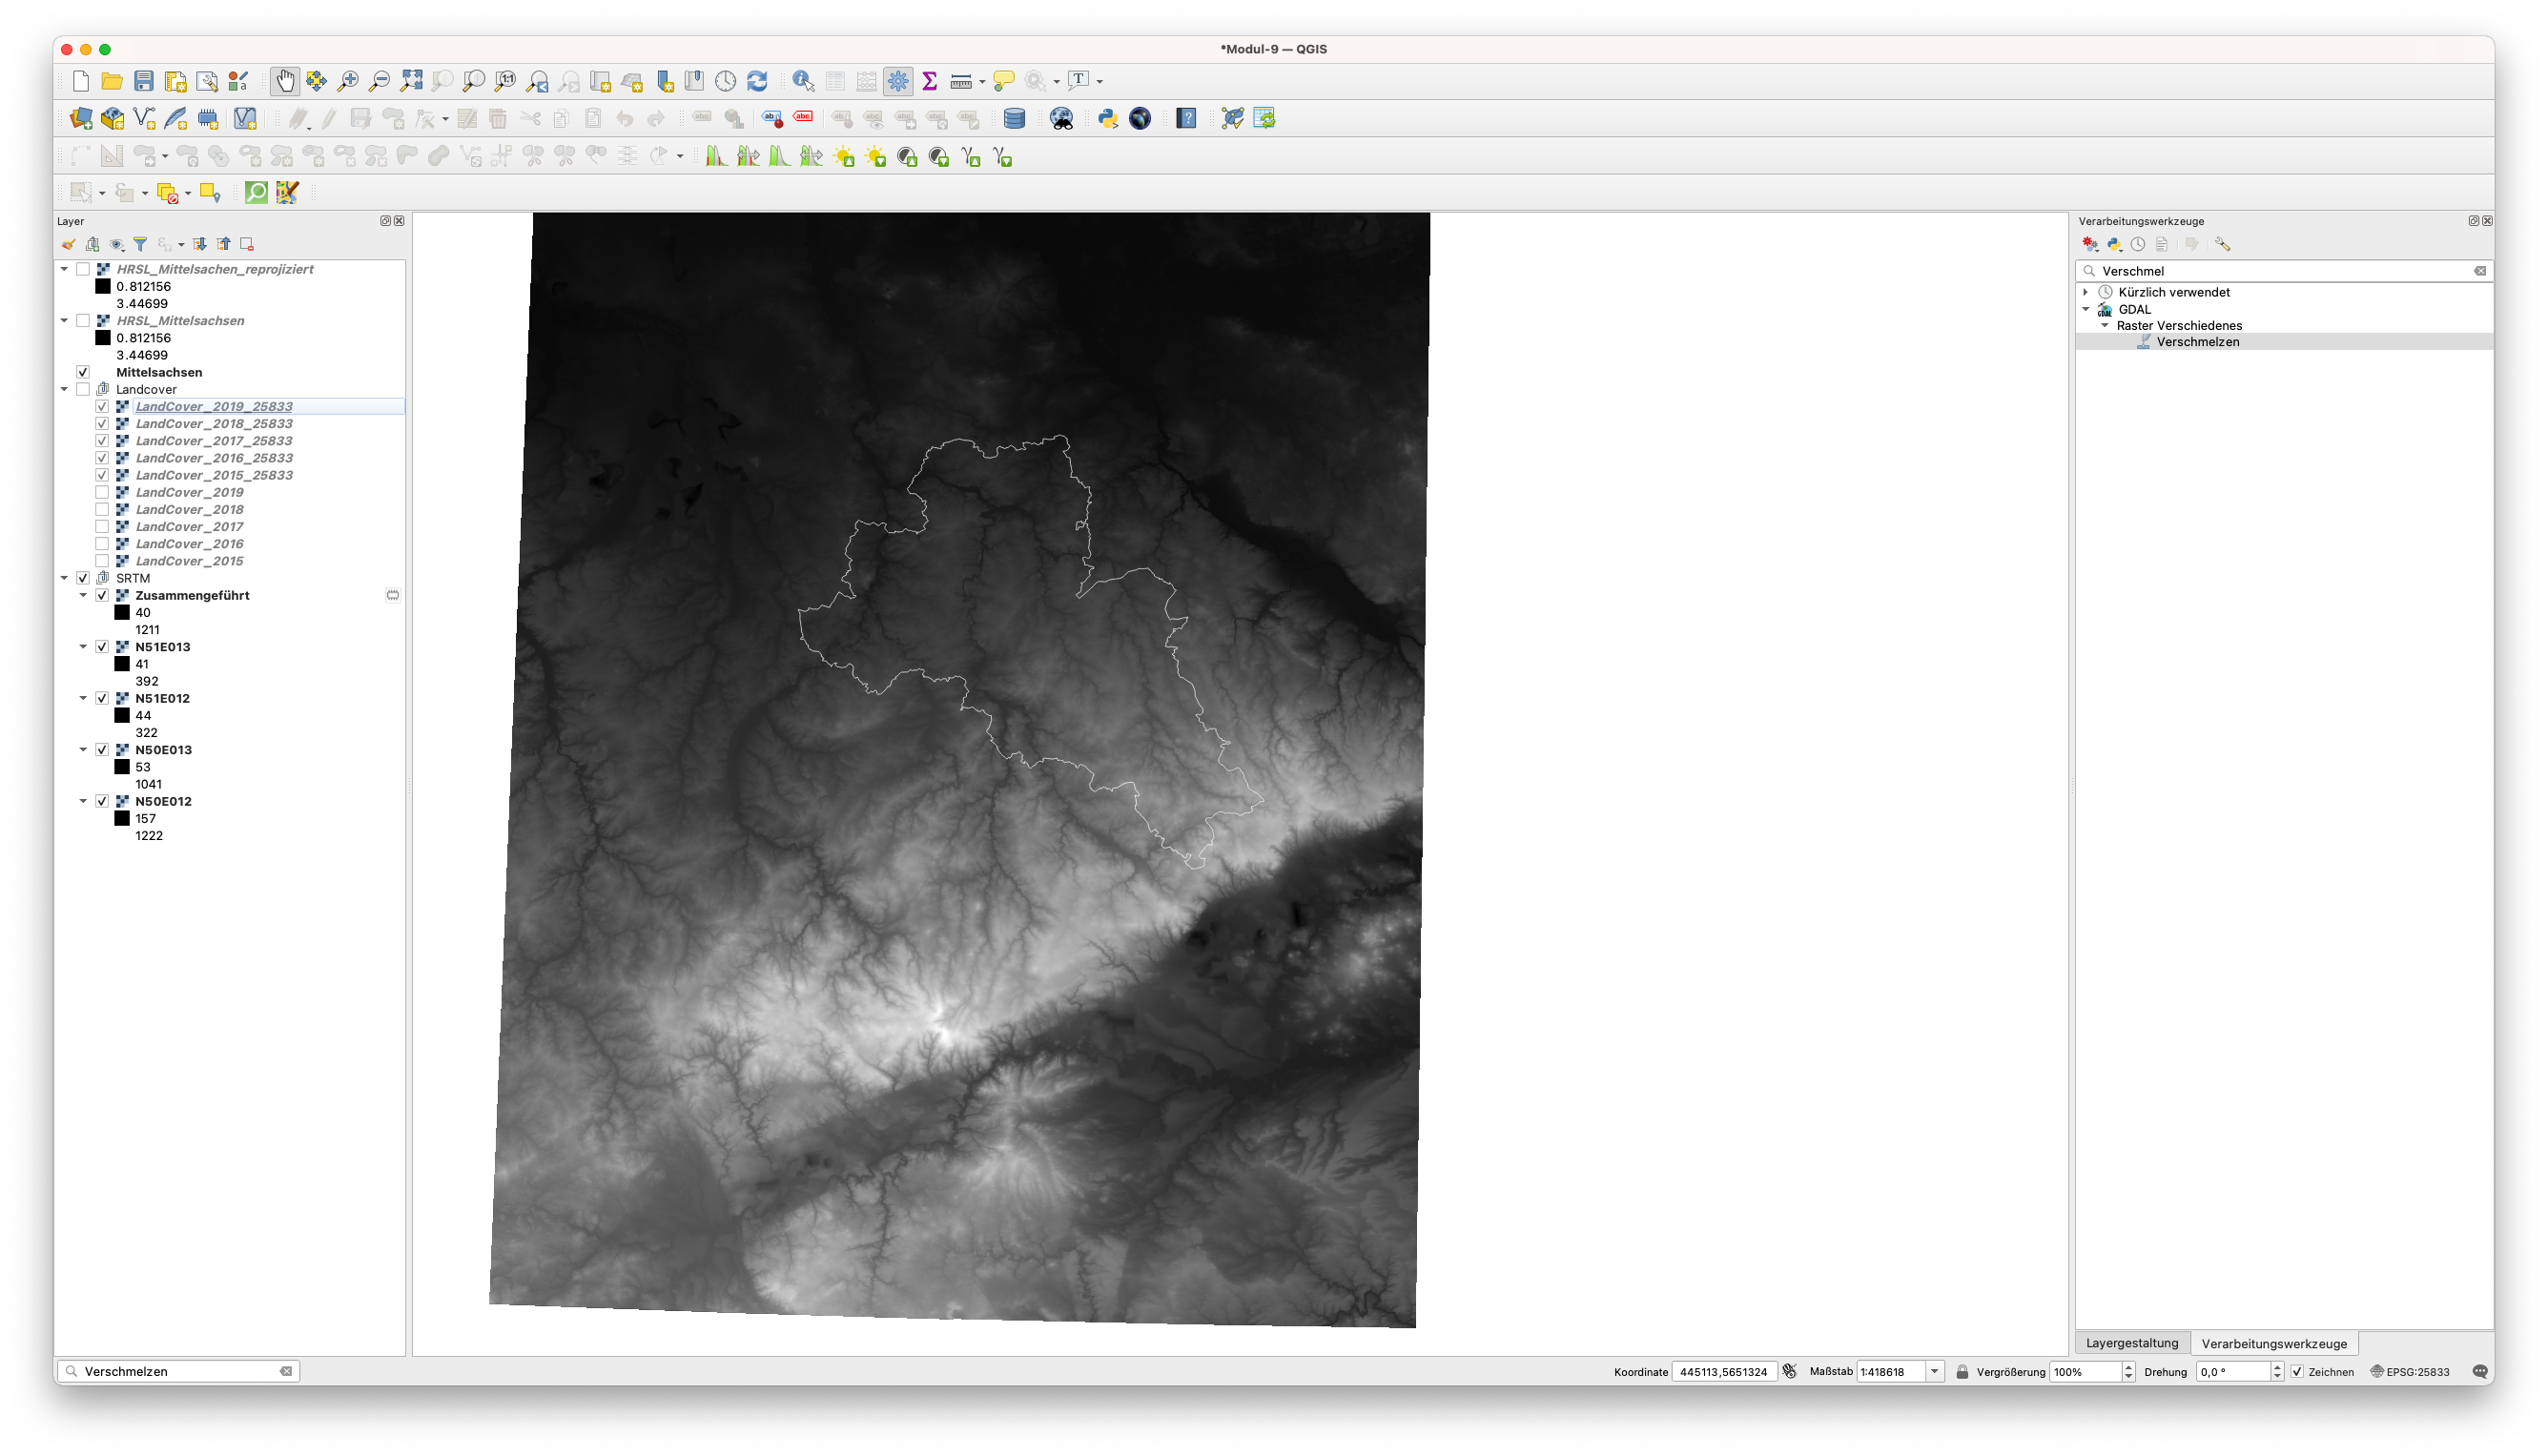 *Modul-9 — QGIS
Layer
HRSL_Mittelsachen_reprojiziert
0.812156
3.44699
HRSL_Mittelsachsen
0.812156
3.44699
Mittelsachsen
Landcover
LandCover_2019_25833
LandCover_2018_25833
LandCover_2017_25833
LandCover_2016_25833
LandCover_2015_25833
LandCover_2019
LandCover_2018
LandCover_2017
LandCover_2016
LandCover_2015
SRTM
Zusammengeführt
40
1211
N51E013
41
392
N51E012
44
322
N50E013
53
1041
N50E012
157
1222
Verarbeitungswerkzeuge
Verschmel
Kürzlich verwendet
GDAL
Raster Verschiedenes
Verschmelzen
Layergestaltung
Verarbeitungswerkzeuge
Verschmelzen
Koordinate 445113,5651324 Maßstab 1:418618 Vergrößerung 100% Drehung 0,0 ° Zeichnen EPSG:25833